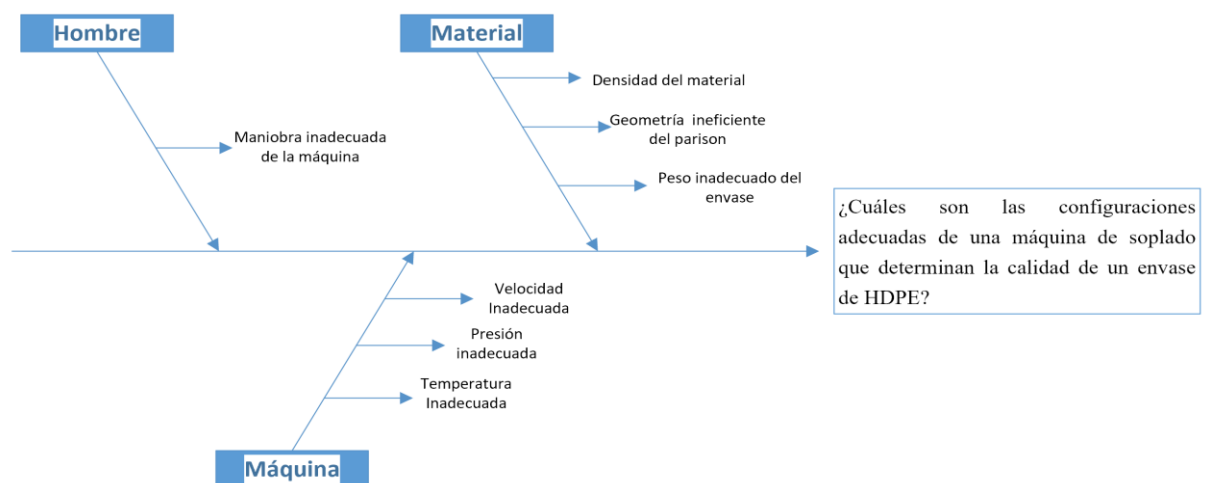 Hombre
Material
Densidad del material
Geometría ineficiente
del parison
Maniobra inadecuada
de la máquina
Peso inadecuado del
envase
¿Cuáles son las configuraciones
adecuadas de una máquina de soplado
que determinan la calidad de un envase
de HDPE?
Velocidad
Inadecuada
Presión
inadecuada
Temperatura
Inadecuada
Máquina